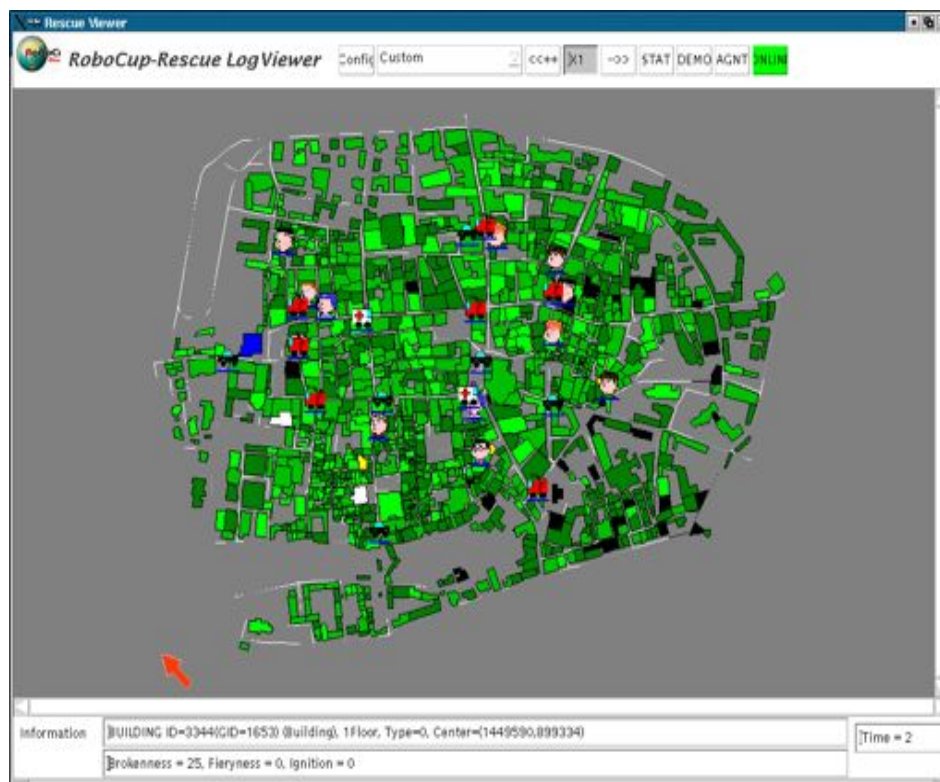 Rescue Viewer
RoboCup-Rescue LogViewer Config Custom <<++ X1 ->> STAT DEMO AGNT ONLINE
Information BUILDING ID=3344(GID=1653) (Building), 1Floor, Type=0, Center=(1449590,899334) Time = 2
Brokenness = 25, Fieryness = 0, Ignition = 0